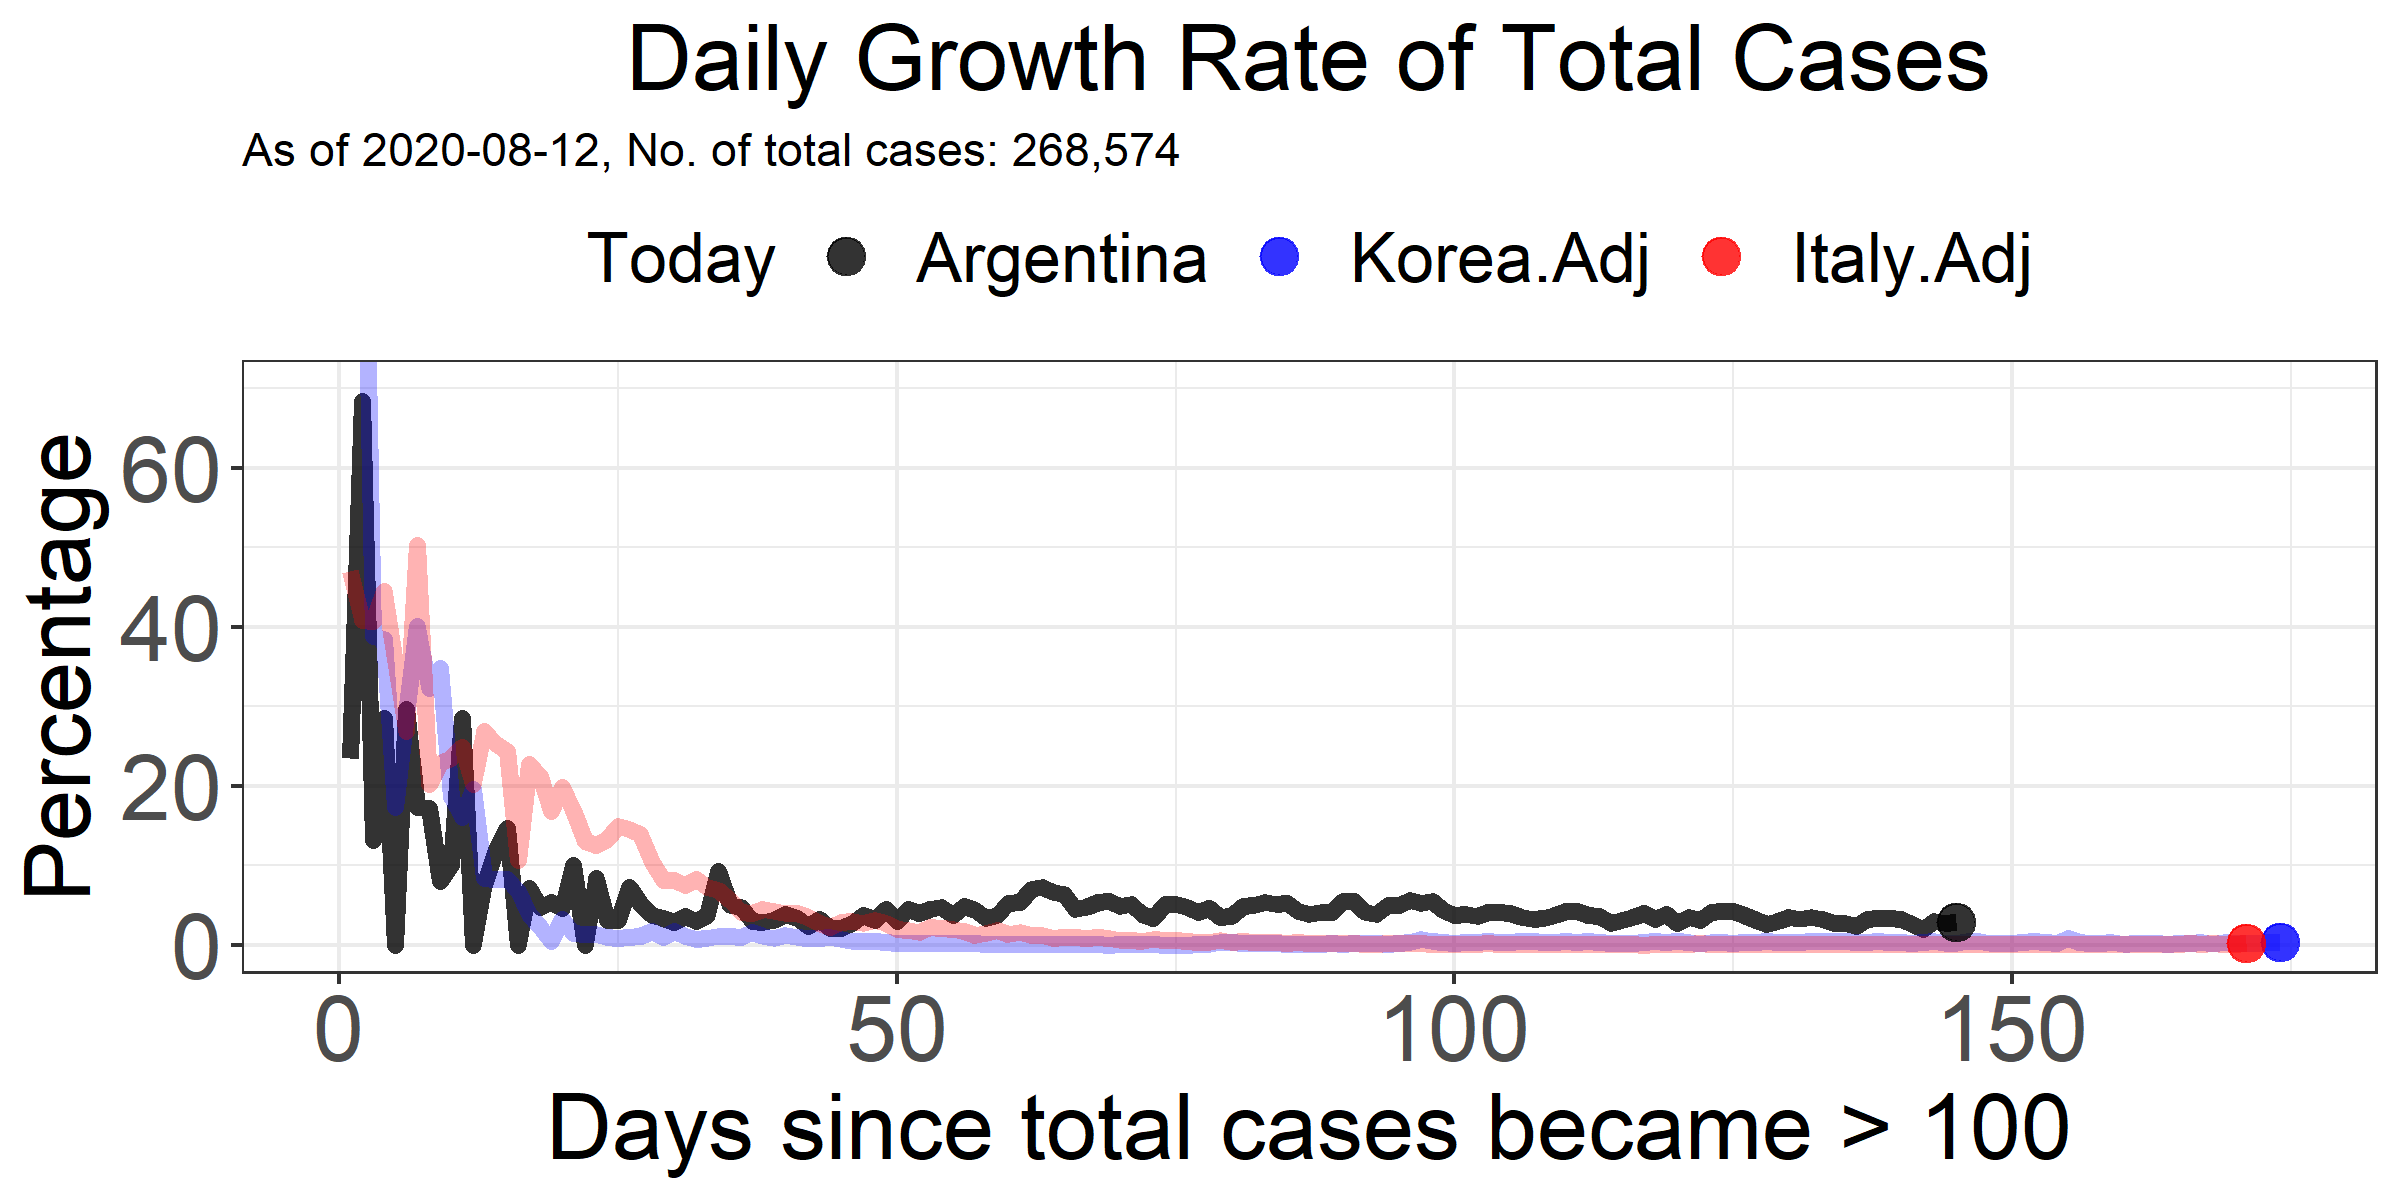 Daily Growth Rate of Total Cases
As of 2020-08-12, No. of total cases: 268,574
Today Argentina Korea.Adj Italy.Adj
Percentage
60
40
20
0
0 50 100 150
Days since total cases became > 100